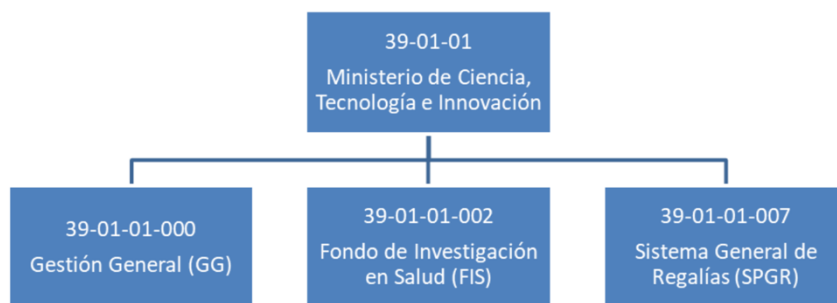 39-01-01
Ministerio de Ciencia,
Tecnología e Innovación
39-01-01-000
Gestión General (GG)
39-01-01-002
Fondo de Investigación
en Salud (FIS)
39-01-01-007
Sistema General de
Regalías (SPGR)